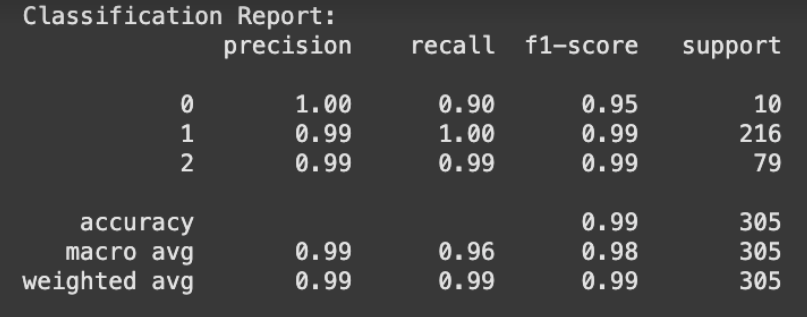 Classification Report:
precision recall f1-score support
0 1.00 0.90 0.95 10
1 0.99 1.00 0.99 216
2 0.99 0.99 0.99 79
accuracy 0.99 305
macro avg 0.99 0.96 0.98 305
weighted avg 0.99 0.99 0.99 305